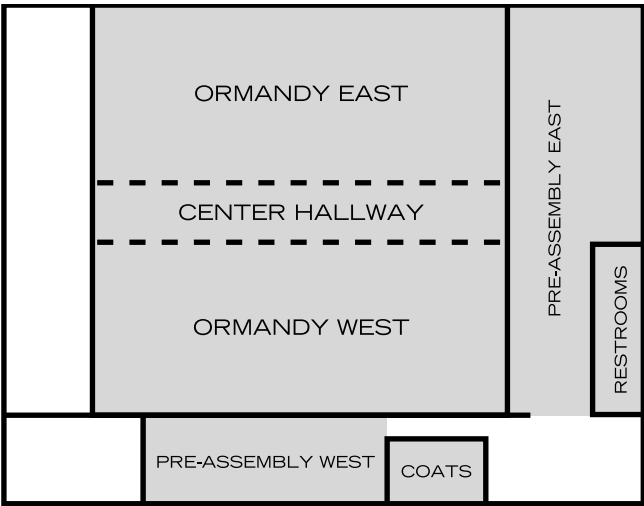 ORMANDY EAST
CENTER HALLWAY
ORMANDY WEST
PRE-ASSEMBLY EAST
RESTROOMS
PRE-ASSEMBLY WEST
COATS